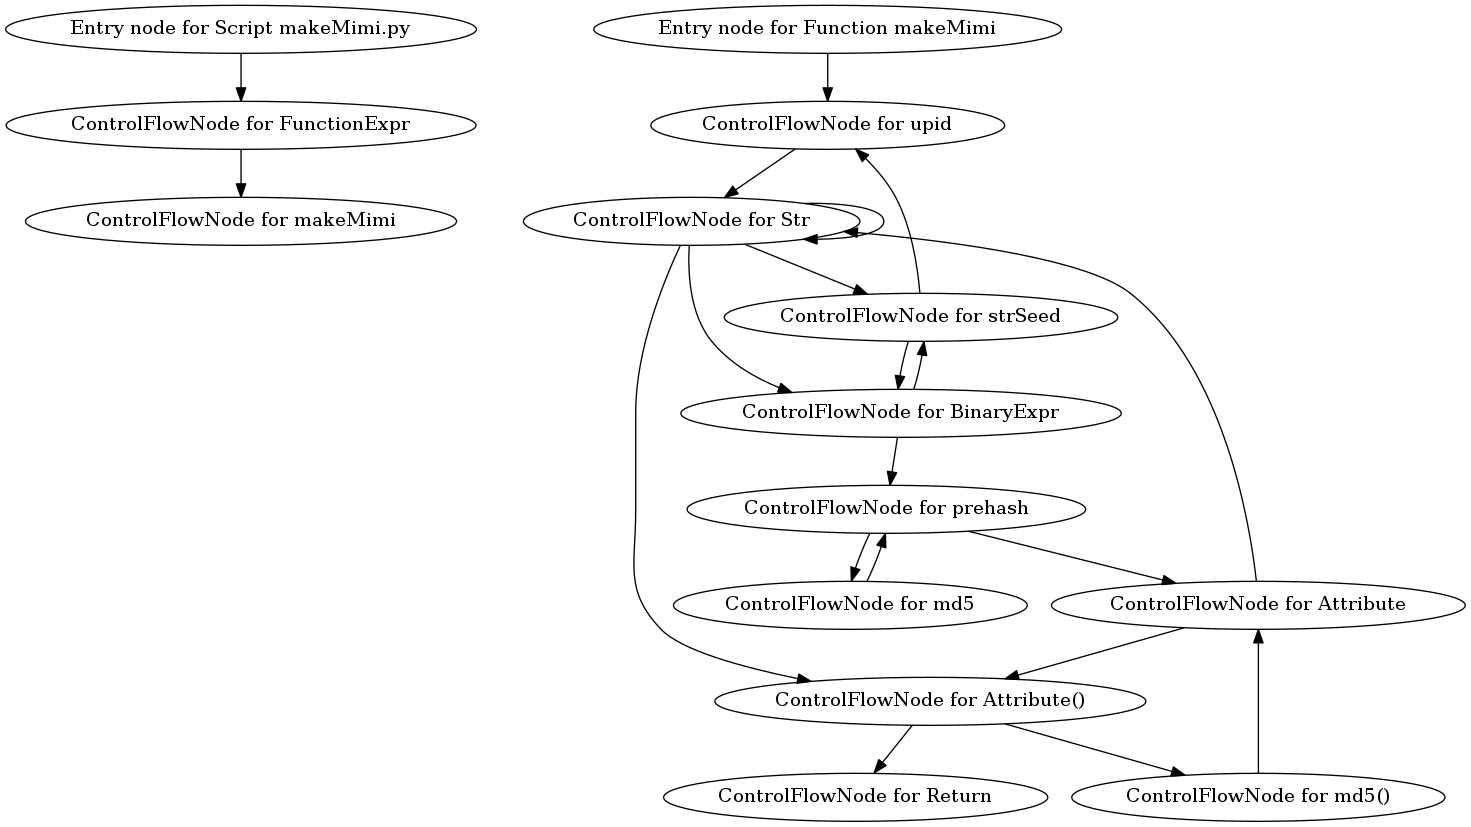 Entry node for Script makeMimi.py
Entry node for Function makeMimi
ControlFlowNode for FunctionExpr
ControlFlowNode for upid
ControlFlowNode for makeMimi
ControlFlowNode for Str
ControlFlowNode for strSeed
ControlFlowNode for BinaryExpr
ControlFlowNode for prehash
ControlFlowNode for md5
ControlFlowNode for Attribute
ControlFlowNode for Attribute()
ControlFlowNode for Return
ControlFlowNode for md5()